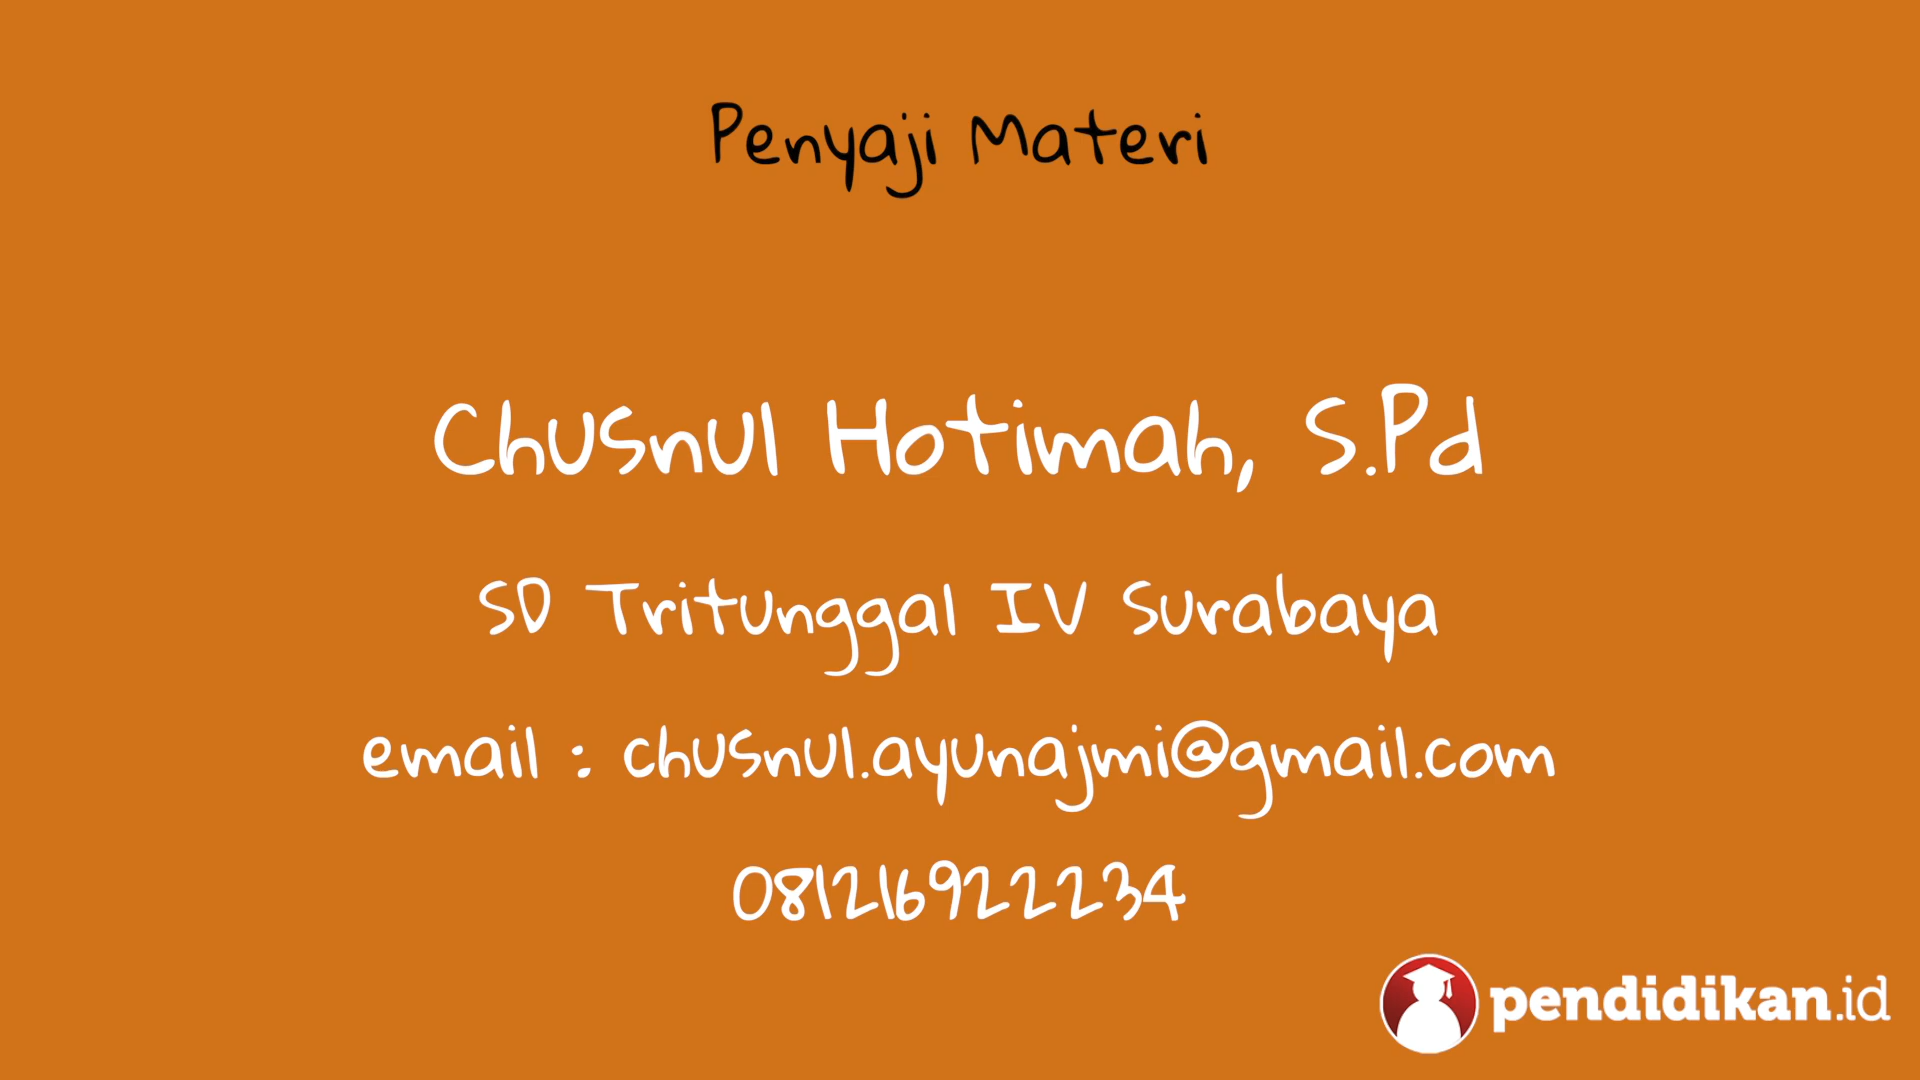 Penyaji Materi
Chusnul Hotimah, S.Pd
SD Tritunggal IV Surabaya
email : chusnul.ayunajmi@gmail.com
081216922234
pendidikan.id